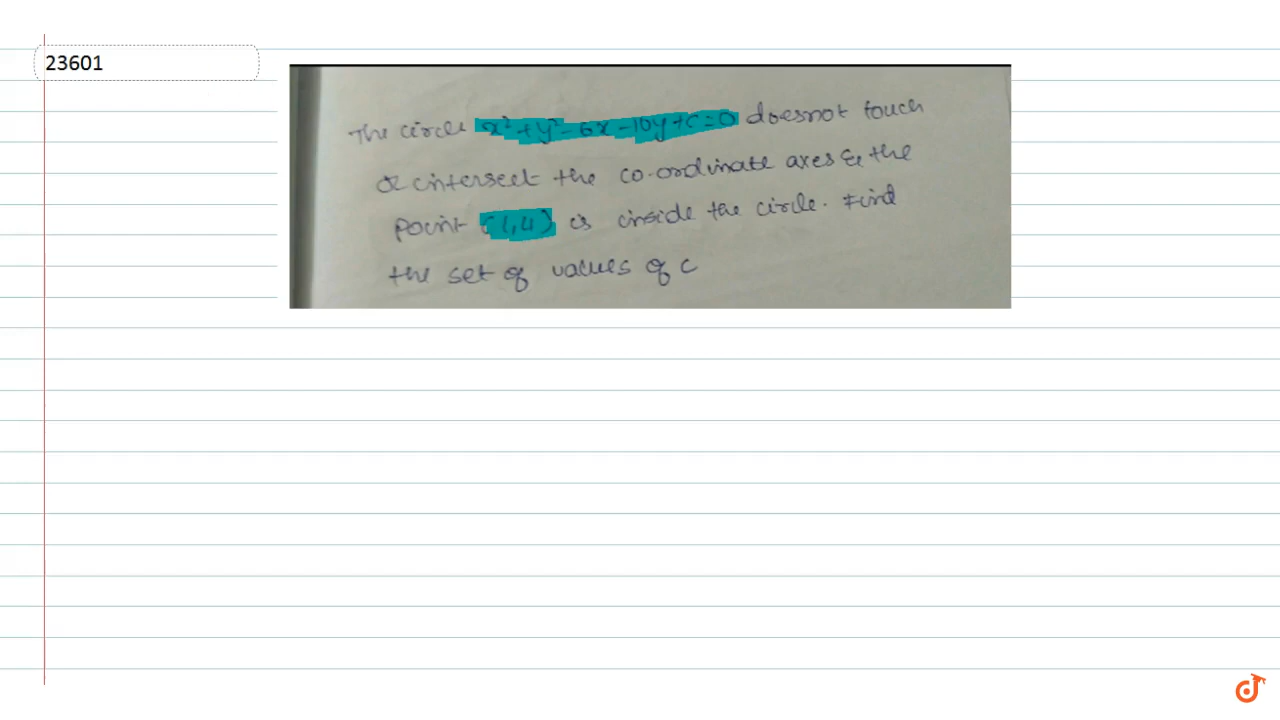 23601
The circle x²+y²-6x-10y+c=0 doesnot touch
or intersect the co-ordinate axes & the
point (1,4) is inside the circle. Find
the set of values of c